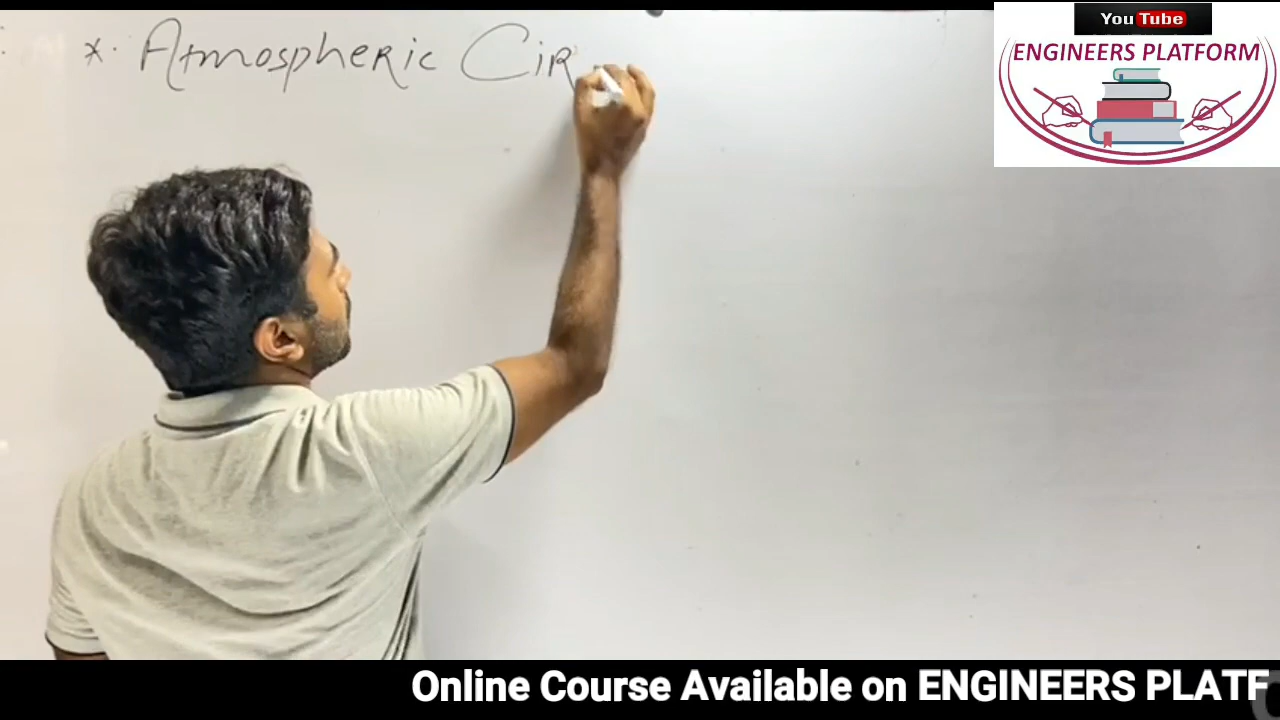 *. Atmospheric Cir
You Tube
ENGINEERS PLATFORM
Online Course Available on ENGINEERS PLATF